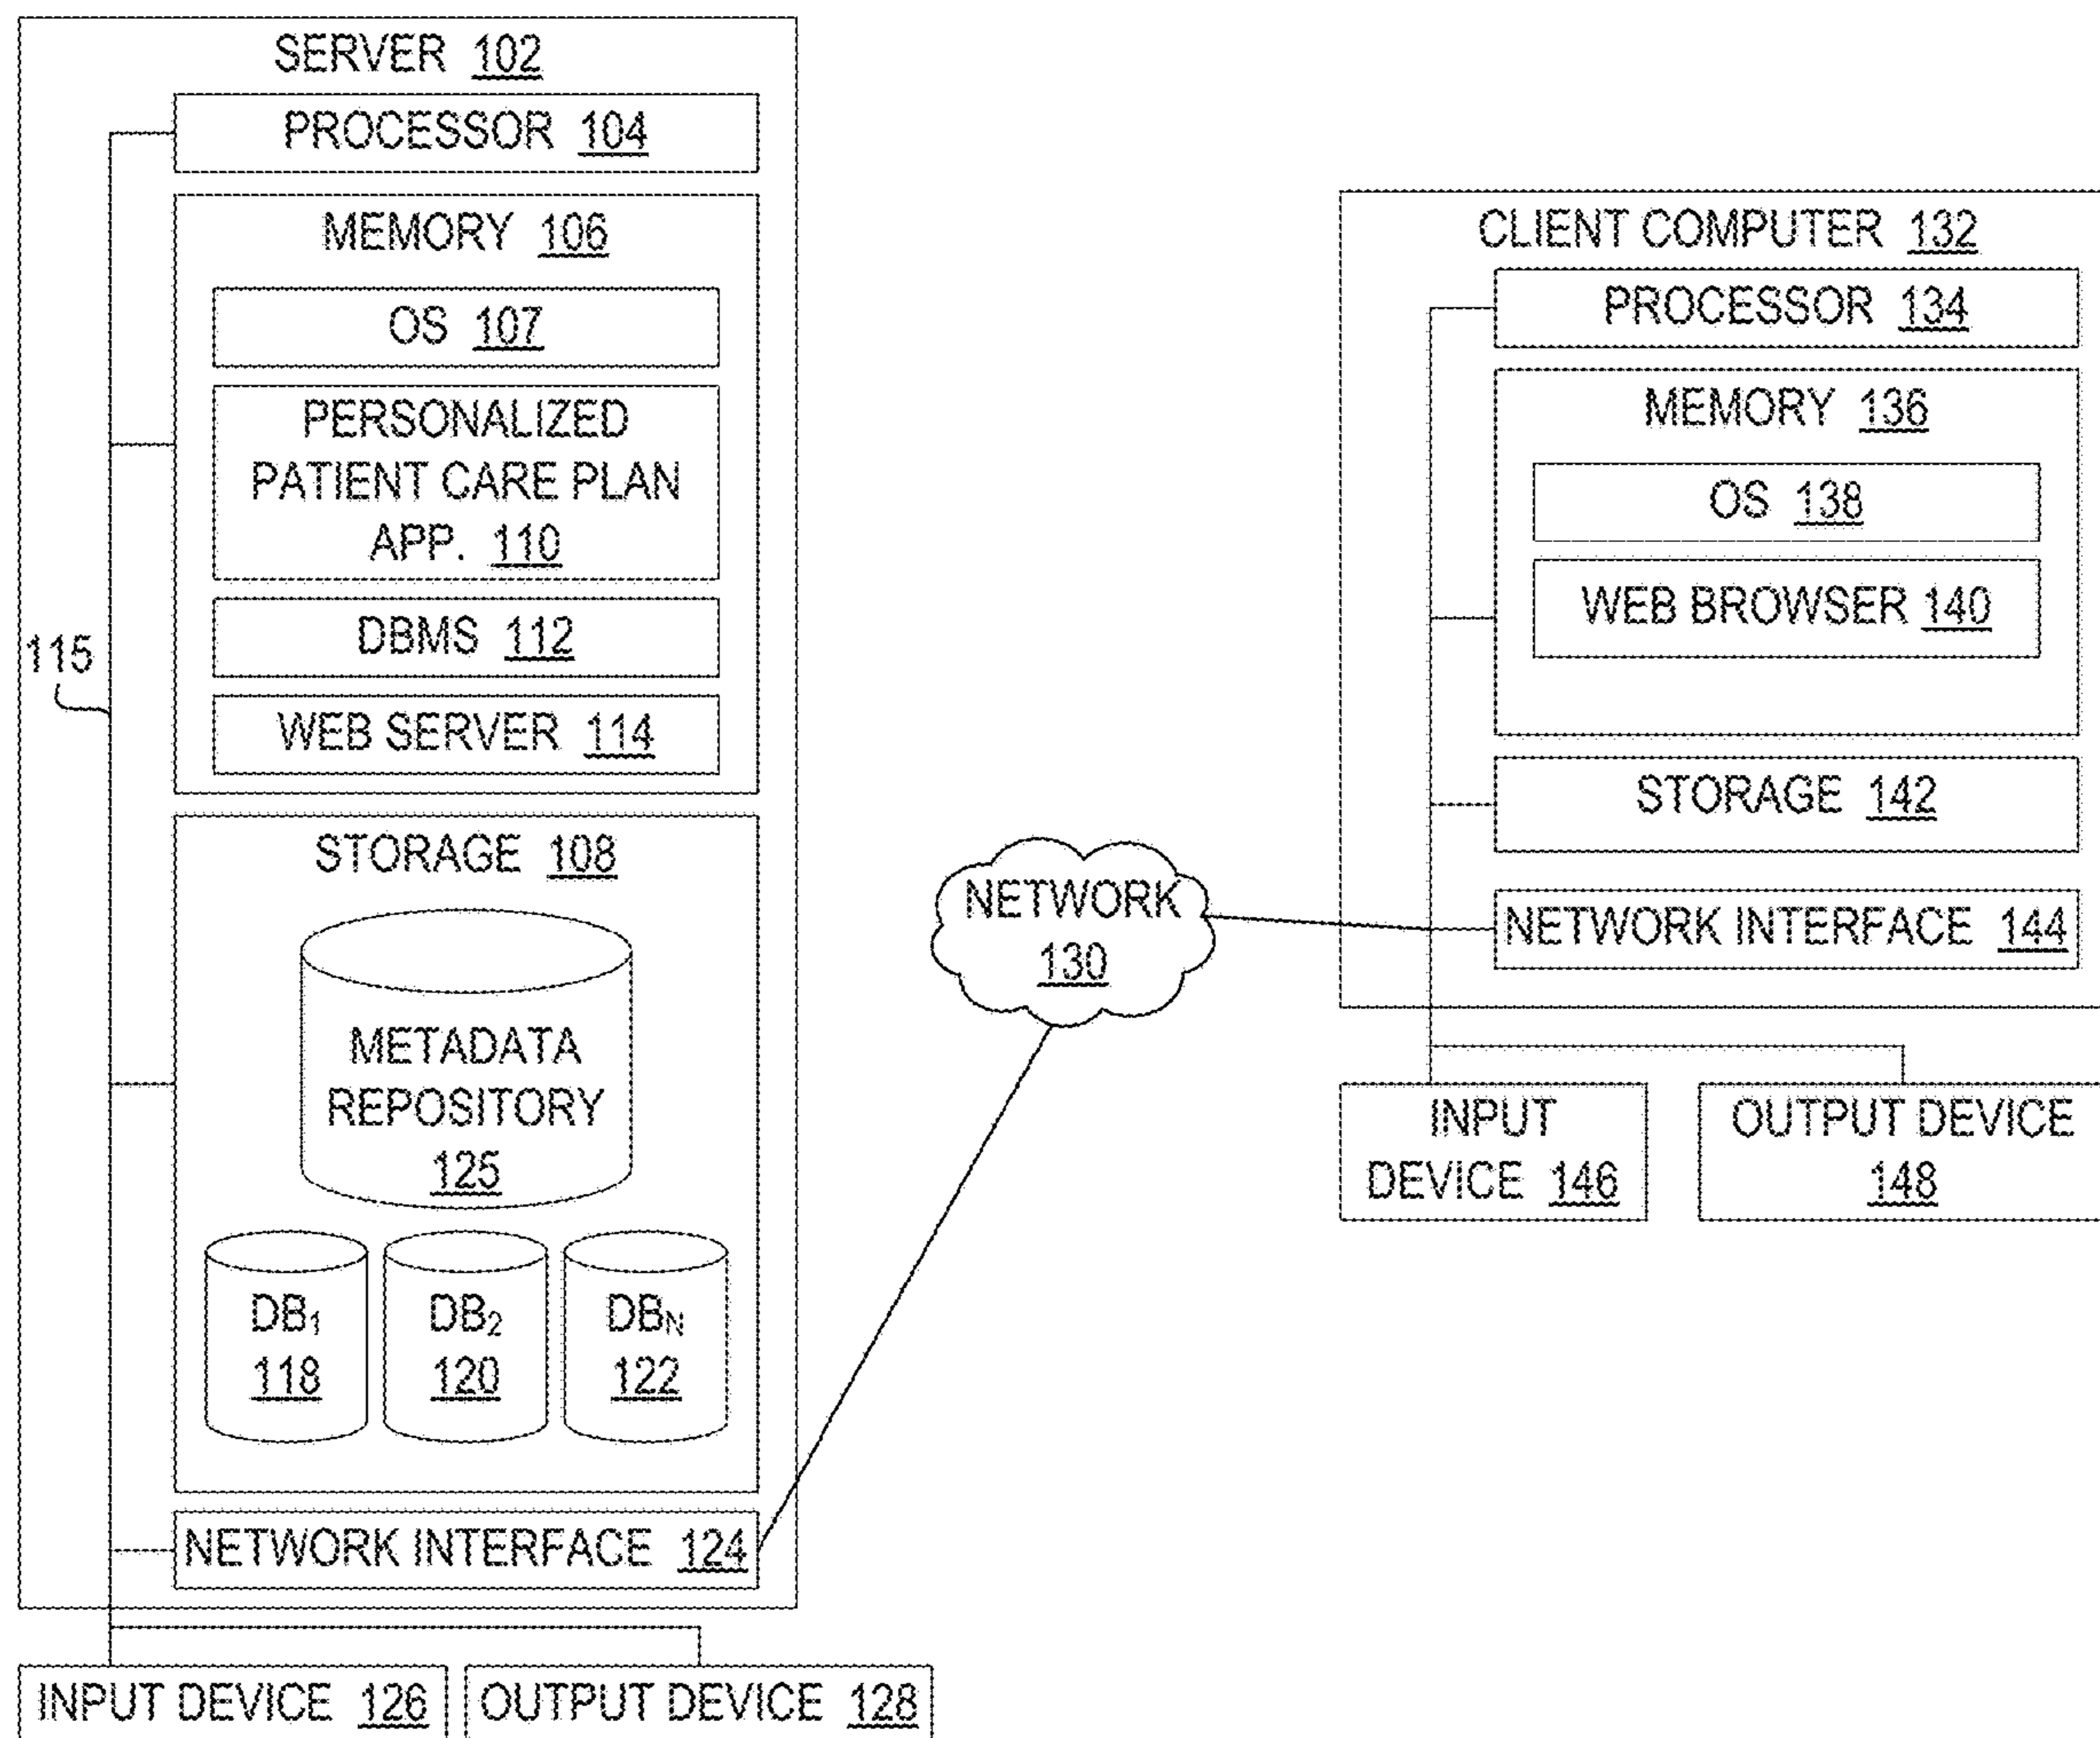 SERVER 102
PROCESSOR 104
MEMORY 106
OS 107
PERSONALIZED
PATIENT CARE PLAN
APP. 110
DBMS 112
WEB SERVER 114
115
STORAGE 108
METADATA
REPOSITORY
125
DB₁
118
DB₂
120
DB_N
122
NETWORK INTERFACE 124
INPUT DEVICE 126
OUTPUT DEVICE 128
NETWORK
130
CLIENT COMPUTER 132
PROCESSOR 134
MEMORY 136
OS 138
WEB BROWSER 140
STORAGE 142
NETWORK INTERFACE 144
INPUT
DEVICE 146
OUTPUT DEVICE
148